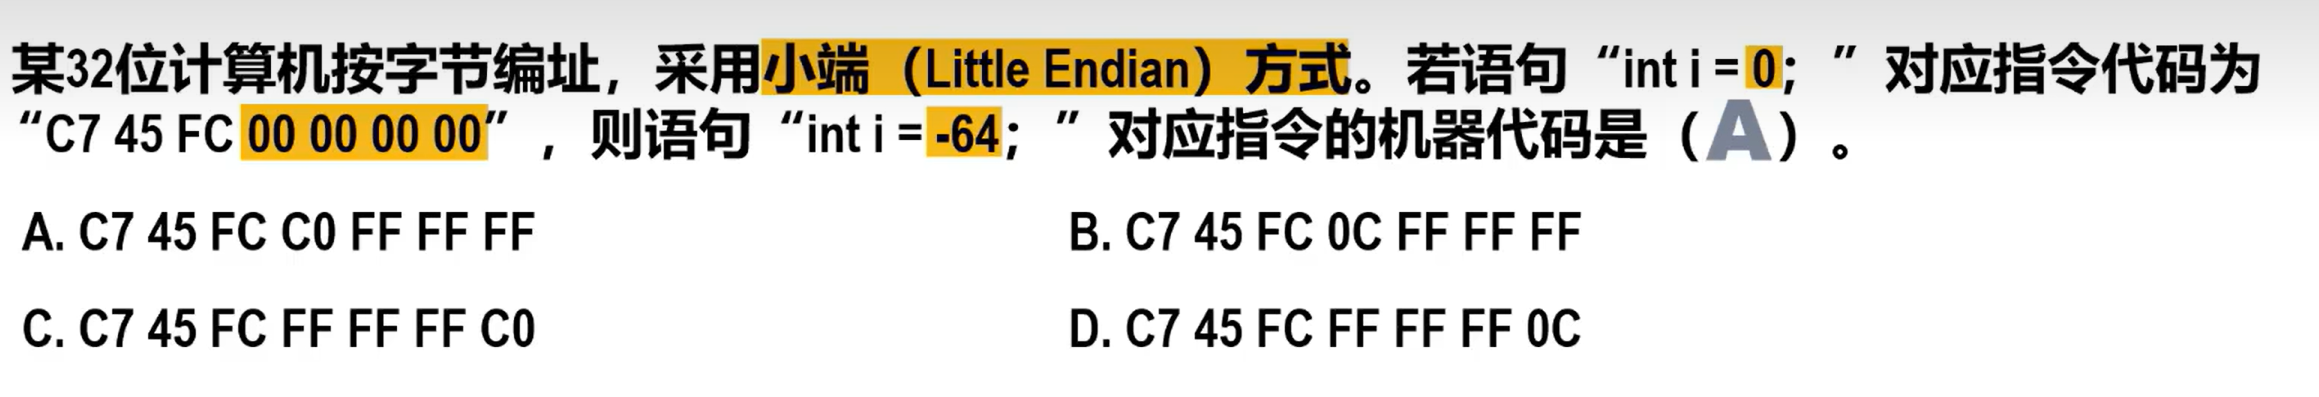 某32位计算机按字节编址，采用小端（Little Endian）方式。若语句“int i = 0；”对应指令代码为
“C7 45 FC 00 00 00 00”，则语句“int i = -64；”对应指令的机器代码是（A）。
A. C7 45 FC C0 FF FF FF B. C7 45 FC 0C FF FF FF
C. C7 45 FC FF FF FF C0 D. C7 45 FC FF FF FF 0C